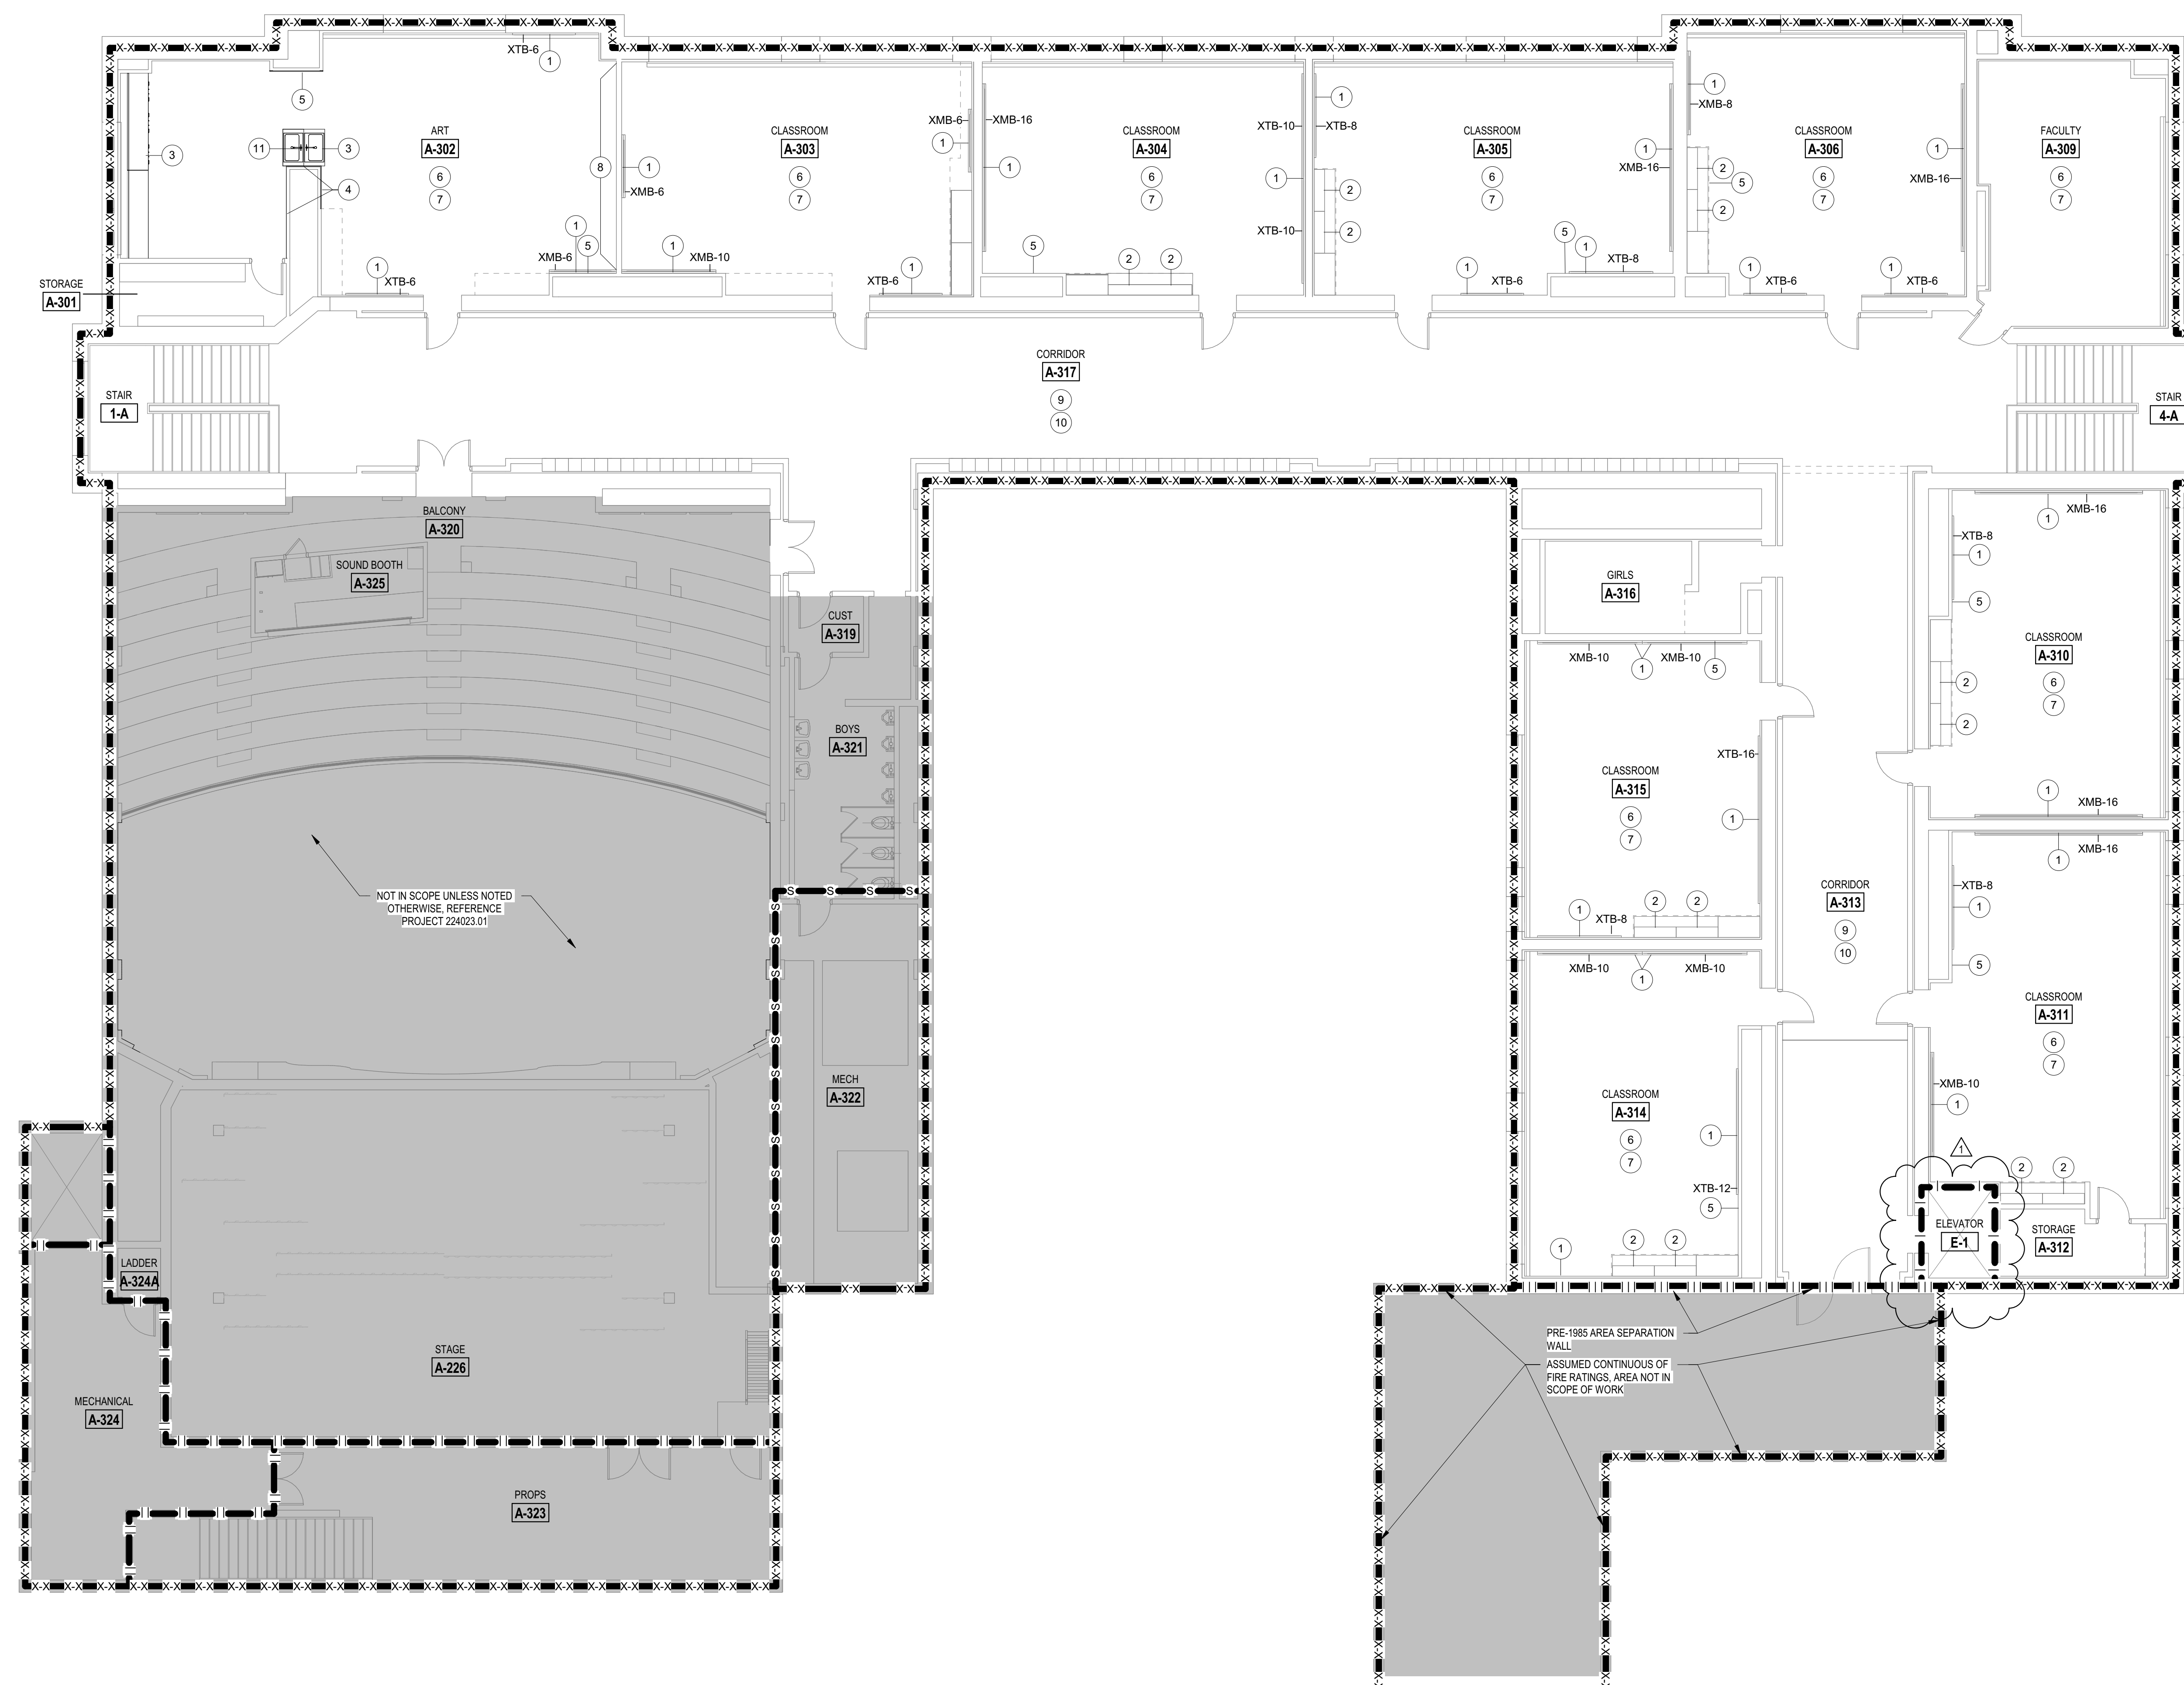 XTB-6
1
5
ART
A-302
6
7
11
3
3
4
8
1
XMB-6
CLASSROOM
A-303
6
7
XMB-6
1
XMB-16
1
CLASSROOM
A-304
6
7
XTB-10
1
XTB-10
1
XTB-8
2
2
CLASSROOM
A-305
6
7
1
XMB-16
1
XMB-8
2
5
2
CLASSROOM
A-306
6
7
1
XMB-16
FACULTY
A-309
6
7
1
XTB-6
XMB-6
1
5
1
XMB-10
XTB-6
1
5
2
2
1
XTB-6
5
1
XTB-8
1
XTB-6
1
XTB-6
STORAGE
A-301
STAIR
1-A
CORRIDOR
A-317
9
10
STAIR
4-A
BALCONY
A-320
SOUND BOOTH
A-325
CUST
A-319
BOYS
A-321
NOT IN SCOPE UNLESS NOTED
OTHERWISE, REFERENCE
PROJECT 224023.01
MECH
A-322
LADDER
A-324A
STAGE
A-226
MECHANICAL
A-324
PROPS
A-323
GIRLS
A-316
XMB-10
1
XMB-10
5
CLASSROOM
A-315
6
7
XTB-16
1
1
XTB-8
2
2
XMB-10
1
XMB-10
CLASSROOM
A-314
6
7
1
XTB-12
5
1
2
2
CORRIDOR
A-313
9
10
1
XMB-16
XTB-8
1
5
CLASSROOM
A-310
6
7
2
2
1
XMB-16
1
XMB-16
XTB-8
1
5
CLASSROOM
A-311
6
7
XMB-10
1
1
2
2
ELEVATOR
E-1
STORAGE
A-312
PRE-1985 AREA SEPARATION
WALL
ASSUMED CONTINUOUS OF
FIRE RATINGS, AREA NOT IN
SCOPE OF WORK